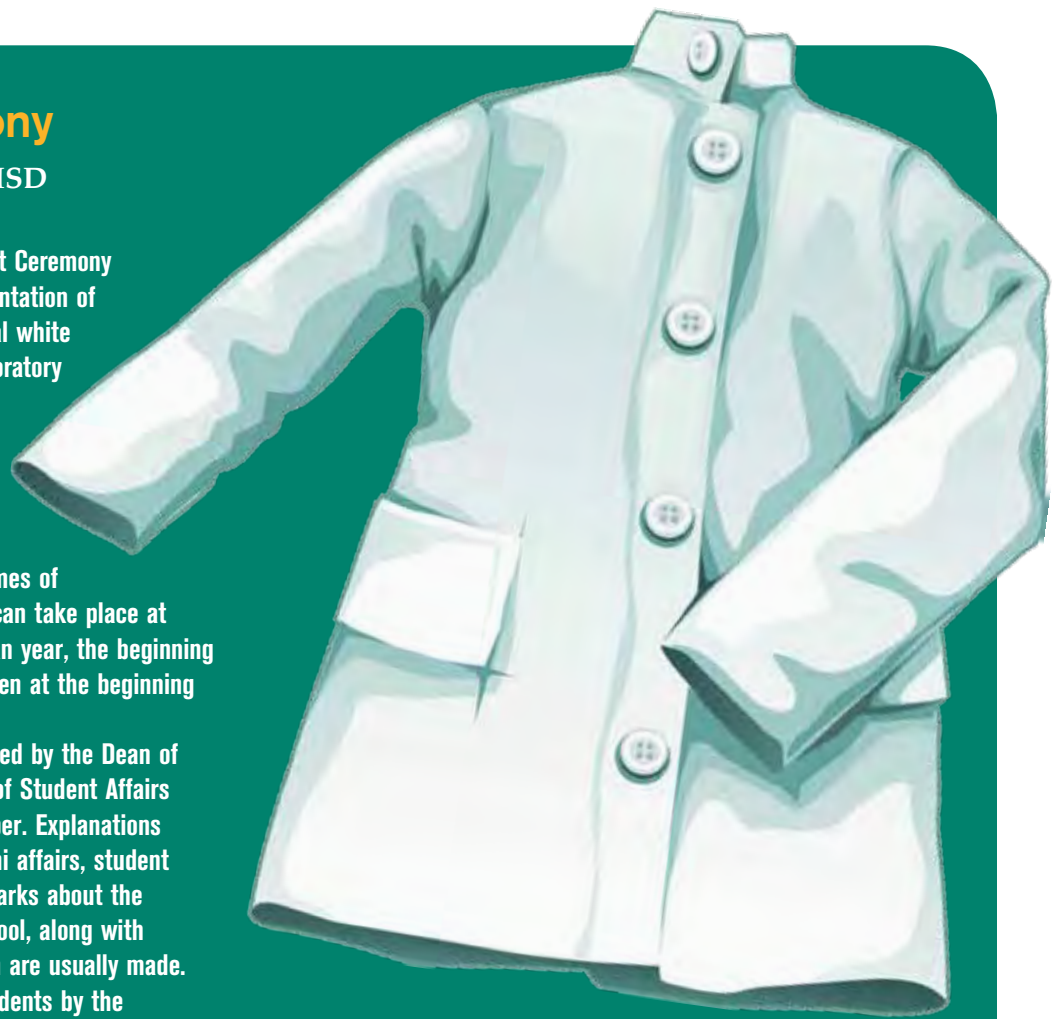 ony
ISD
t Ceremony
ntation of
al white
oratory
mes of
can take place at
n year, the beginning
en at the beginning
ed by the Dean of
of Student Affairs
er. Explanations
ni affairs, student
arks about the
ool, along with
are usually made.
dents by the